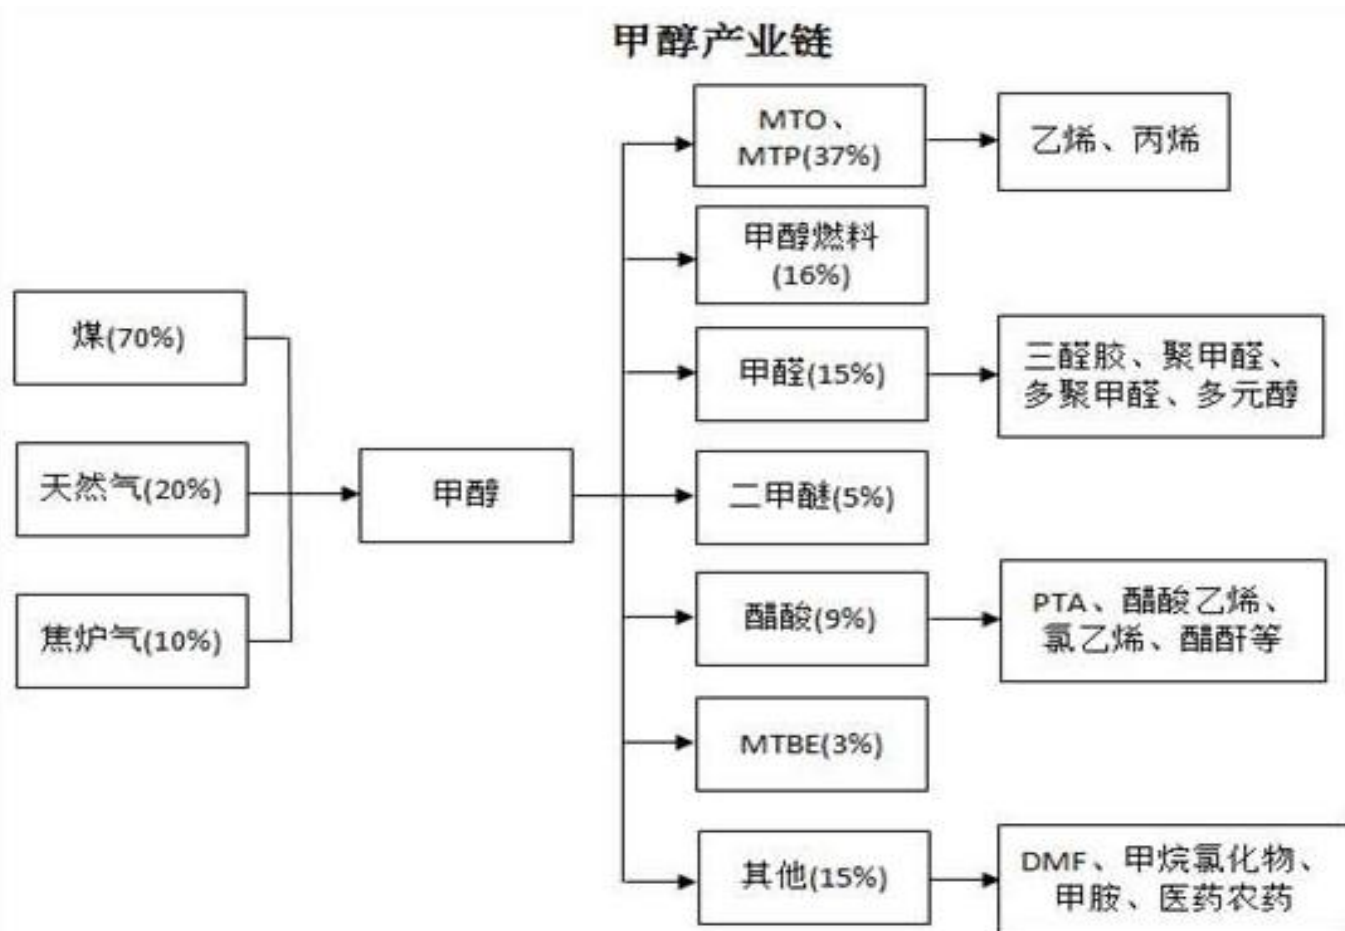 甲醇产业链
煤(70%)
天然气(20%)
焦炉气(10%)
甲醇
MTO、
MTP(37%)
乙烯、丙烯
甲醇燃料
(16%)
甲醛(15%)
三醛胶、聚甲醛、
多聚甲醛、多元醇
二甲醚(5%)
醋酸(9%)
PTA、醋酸乙烯、
氯乙烯、醋酐等
MTBE(3%)
其他(15%)
DMF、甲烷氯化物、
甲胺、医药农药